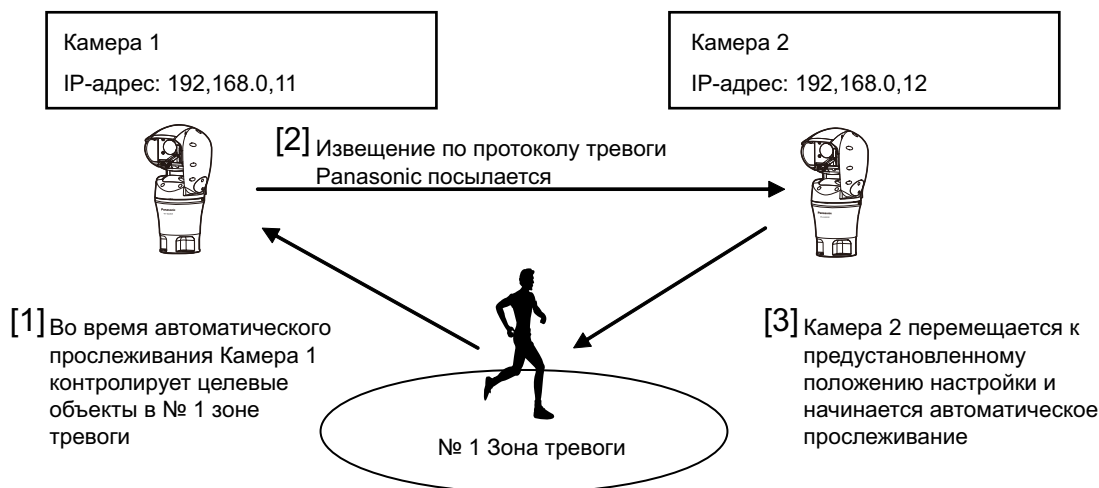 Камера 1
IP-адрес: 192,168.0,11
Камера 2
IP-адрес: 192,168.0,12
[2] Извещение по протоколу тревоги
Panasonic посылается
Panasonic
Panasonic
[1] Во время автоматического
прослеживания Камера 1
контролирует целевые
объекты в № 1 зоне
тревоги
[3] Камера 2 перемещается к
предустановленному
положению настройки и
начинается автоматическое
прослеживание
№ 1 Зона тревоги